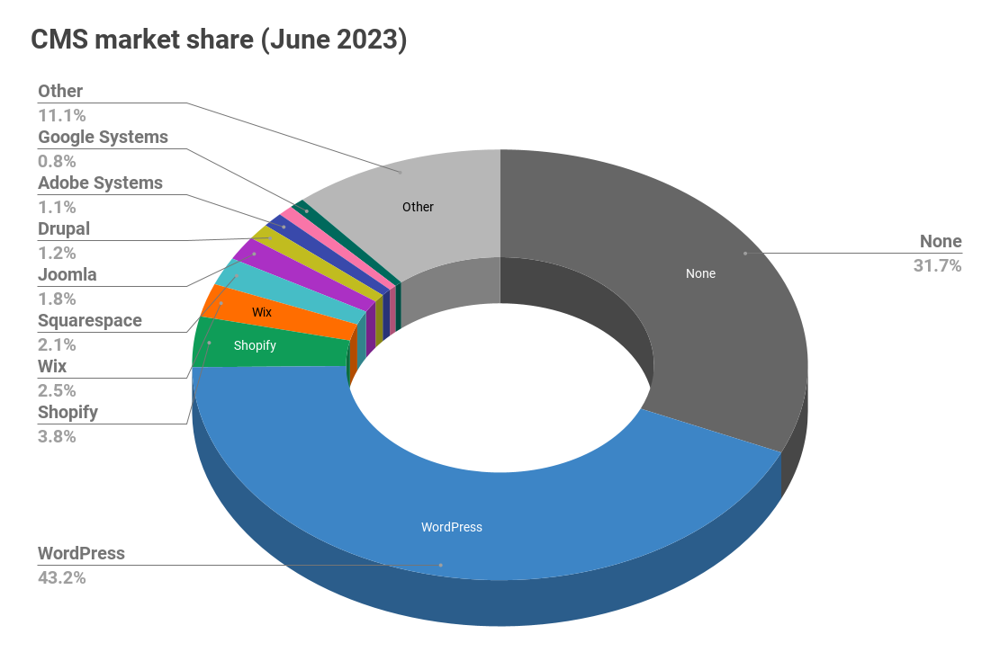 CMS market share (June 2023)
Other
11.1%
Google Systems
0.8%
Adobe Systems
1.1%
Drupal
1.2%
Joomla
1.8%
Squarespace
2.1%
Wix
2.5%
Shopify
3.8%
WordPress
43.2%
None
31.7%
Other
None
Wix
Shopify
WordPress